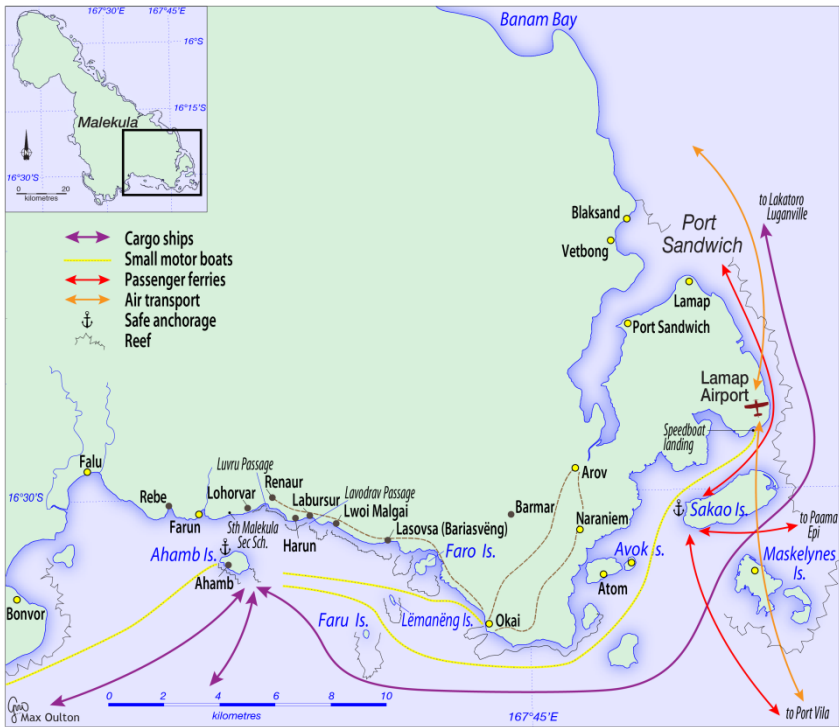 167°30'E
167°45'E
16°S
16°15'S
Malekula
N
16°30'S
0 20
kilometres
Banam Bay
Cargo ships
Small motor boats
Passenger ferries
Air transport
Safe anchorage
Reef
Blaksand
Vetbong
Port
Sandwich
to Lakatoro
Luganville
Lamap
Port Sandwich
Lamap
Airport
Speedboat
landing
Falu
16°30'S
Rebe
Farun
Lohorvar
Luvru Passage
Renaur
Labursur
Lavodrav Passage
Lwoi Malgai
Sth Malekula
Sec Sch.
Harun
Lasovsa (Bariasvëng)
Barmar
Arov
Naraniem
Sakao Is.
to Paama
Epi
Ahamb Is.
Ahamb
Faro Is.
Avok is.
Atom
Maskelynes
Is.
Bonvor
Faru Is.
Lëmanëng Is.
Okai
Max Oulton
0 2 4 6 8 10
kilometres
167°45'E
to Port Vila